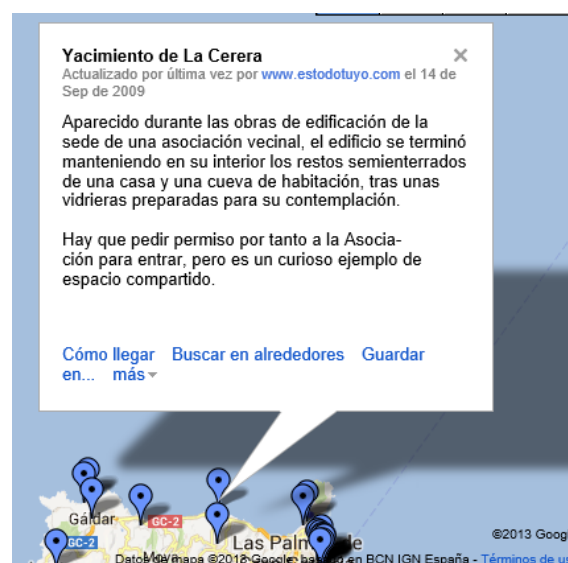 Yacimiento de La Cerera
Actualizado por última vez por www.estodotuyo.com el 14 de
Sep de 2009
Aparecido durante las obras de edificación de la
sede de una asociación vecinal, el edificio se terminó
manteniendo en su interior los restos semienterrados
de una casa y una cueva de habitación, tras unas
vidrieras preparadas para su contemplación.
Hay que pedir permiso por tanto a la Asocia-
ción para entrar, pero es un curioso ejemplo de
espacio compartido.
Cómo llegar Buscar en alrededores Guardar
en... más
Gáldar
GC-2
GC-2
Las Palm de
©2013 Goog
Datos de mapa ©2013 Google, basado en BCN IGN España - Términos de us